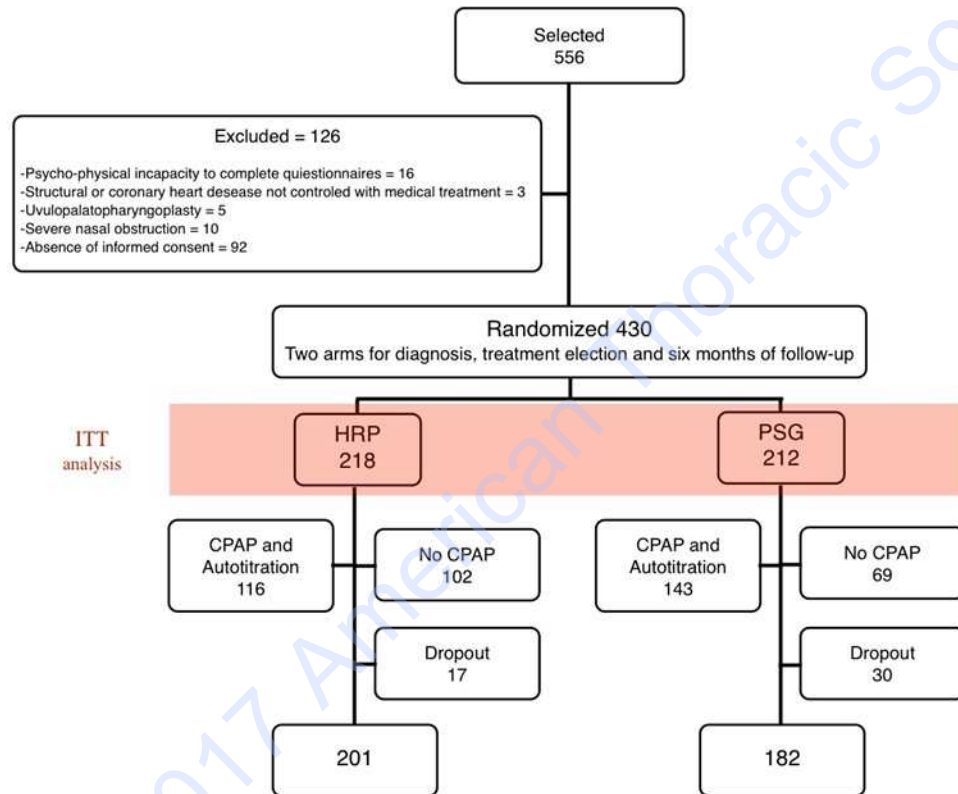 Selected
556
Excluded = 126
-Psycho-physical incapacity to complete quiestionnaires = 16
-Structural or coronary heart desease not controled with medical treatment = 3
-Uvulopalatopharyngoplasty = 5
-Severe nasal obstruction = 10
-Absence of informed consent = 92
Randomized 430
Two arms for diagnosis, treatment election and six months of follow-up
ITT
analysis
HRP
218
PSG
212
CPAP and
Autotitration
116
No CPAP
102
CPAP and
Autotitration
143
No CPAP
69
Dropout
17
Dropout
30
201
182
2017 American Thoracic